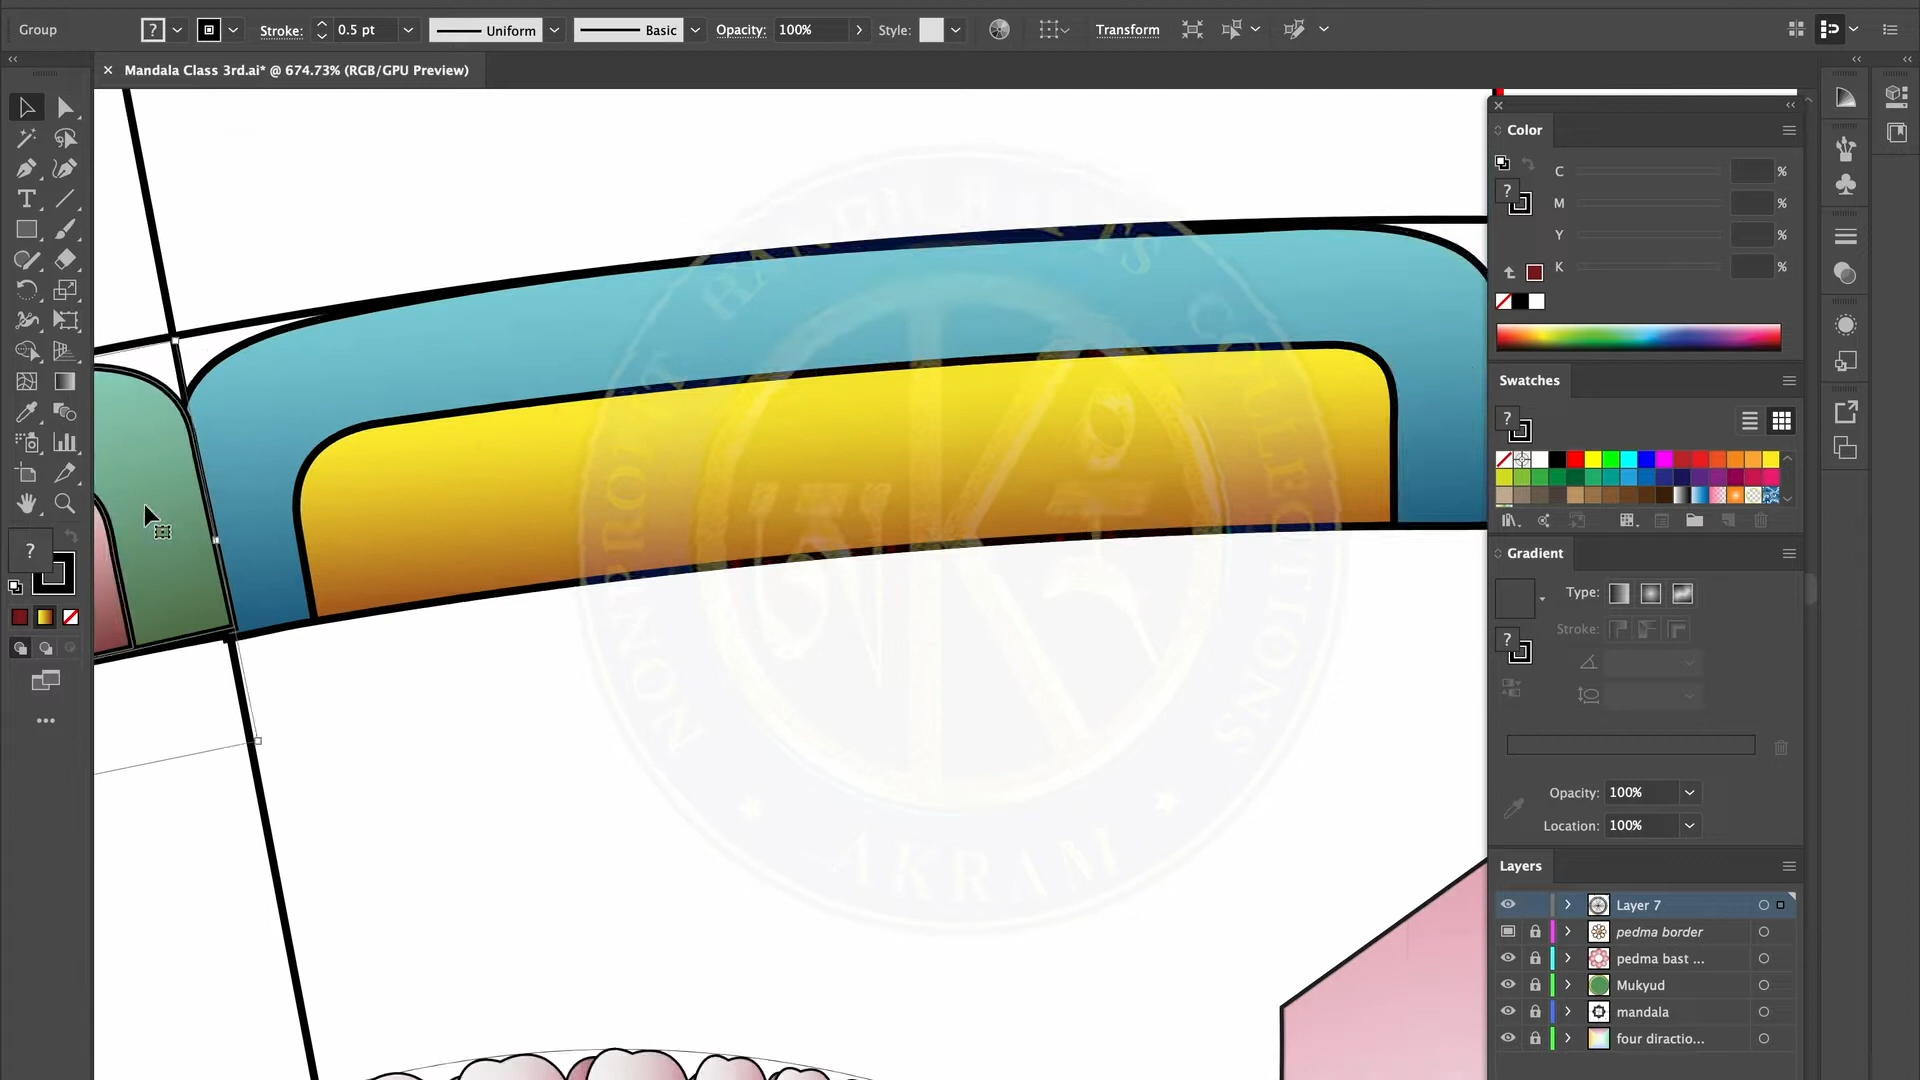 Group
?
Stroke:
0.5 pt
Uniform
Basic
Opacity:
100%
Style:
Transform
Mandala Class 3rd.ai* @ 674.73% (RGB/GPU Preview)
Color
C
%
M
%
Y
%
K
%
?
Swatches
?
Gradient
Type:
Stroke:
?
Opacity:
100%
Location:
100%
Layers
Layer 7
pedma border
pedma bast ...
Mukyud
mandala
four directio...
?
AKRAM